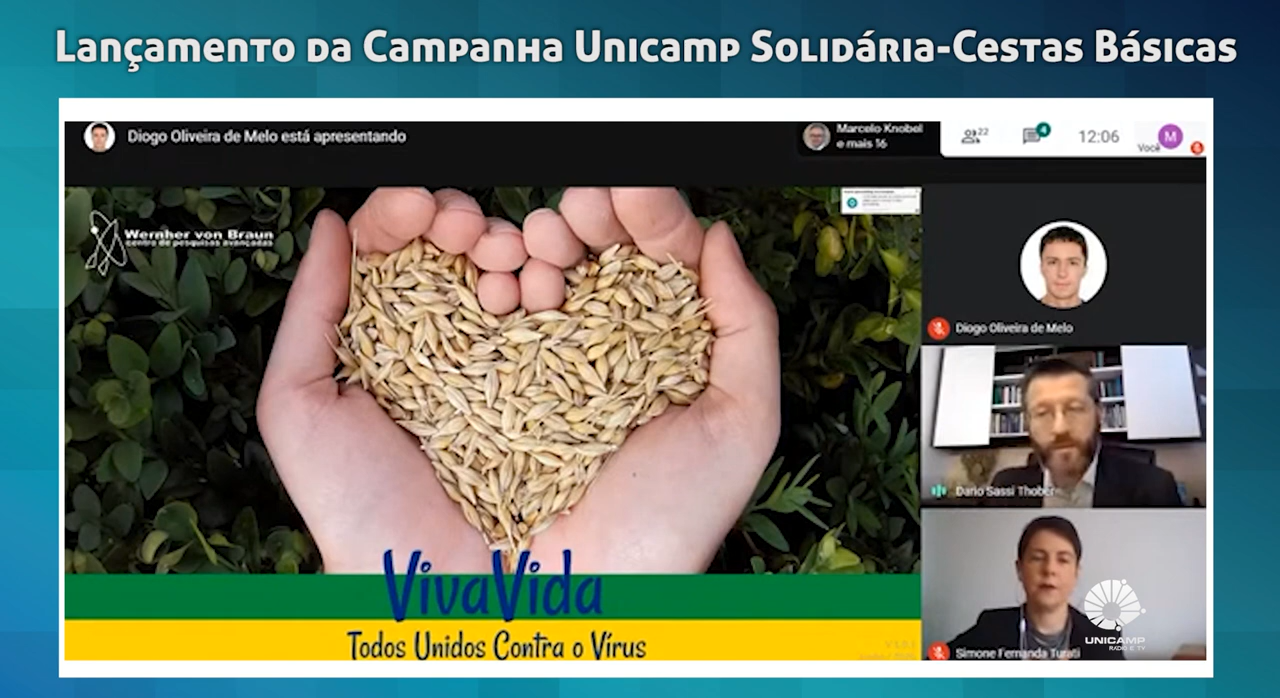 Lançamento da Campanha Unicamp Solidária-Cestas Básicas
Diogo Oliveira de Melo está apresentando
Marcelo Knobel
e mais 16
22
4
12:06
Você
M
Wernher von Braun
centro de pesquisas avançadas
Diogo Oliveira de Melo
Dario Sassi Thober
VivaVida
Todos Unidos Contra o Vírus
Simone Fernanda Turati
UNICAMP
RÁDIO E TV